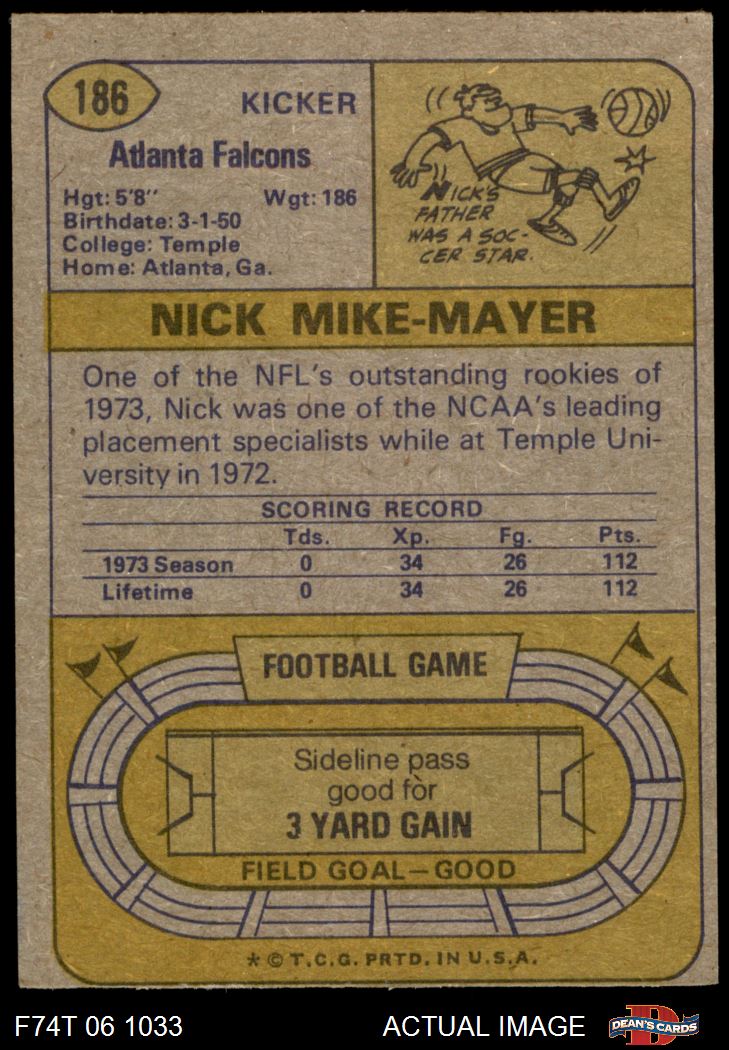 186
KICKER
Atlanta Falcons
Hgt: 5'8" Wgt: 186
Birthdate: 3-1-50
College: Temple
Home: Atlanta, Ga.
NICK'S
FATHER
WAS A SOC-
CER STAR.
NICK MIKE-MAYER
One of the NFL's outstanding rookies of
1973, Nick was one of the NCAA's leading
placement specialists while at Temple Uni-
versity in 1972.
SCORING RECORD
Tds. Xp. Fg. Pts.
1973 Season 0 34 26 112
Lifetime 0 34 26 112
FOOTBALL GAME
Sideline pass
good for
3 YARD GAIN
FIELD GOAL—GOOD
* © T.C.G. PRTD. IN U.S.A.
F74T 06 1033 ACTUAL IMAGE D DEAN'S CARDS